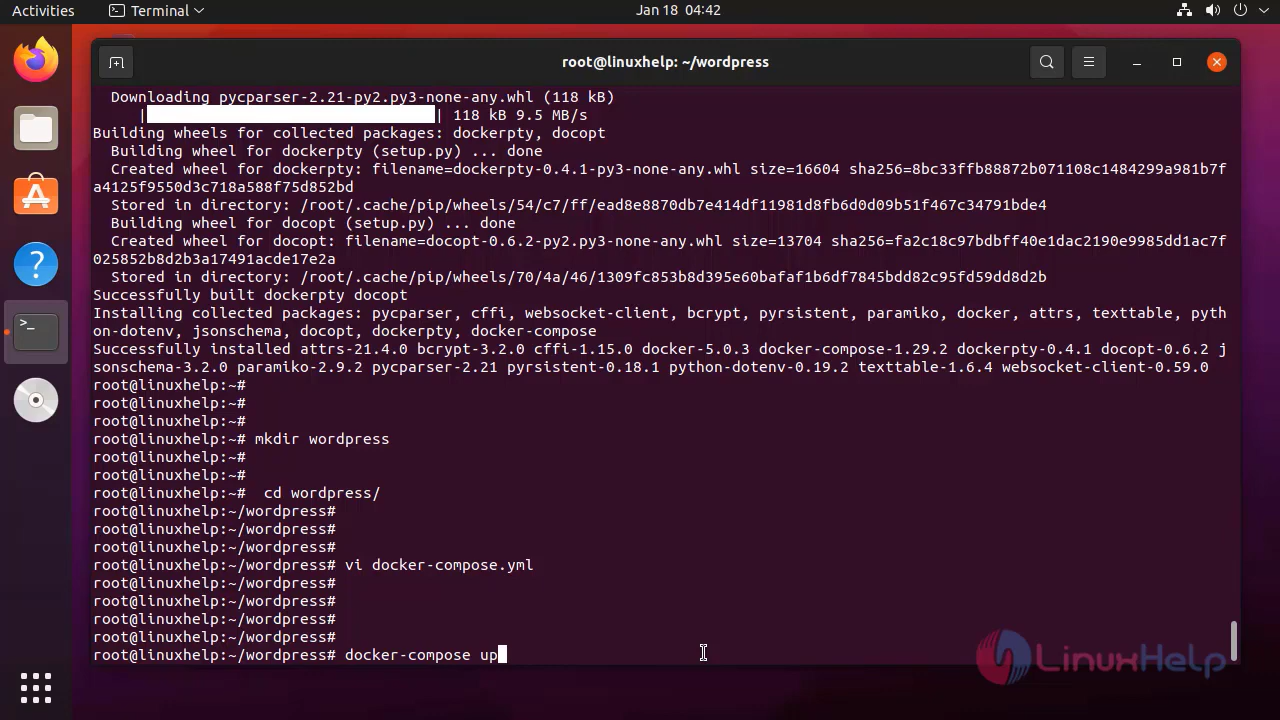 Activities Terminal Jan 18 04:42
root@linuxhelp: ~/wordpress
Downloading pycparser-2.21-py2.py3-none-any.whl (118 kB)
| | 118 kB 9.5 MB/s
Building wheels for collected packages: dockerpty, docopt
Building wheel for dockerpty (setup.py) ... done
Created wheel for dockerpty: filename=dockerpty-0.4.1-py3-none-any.whl size=16604 sha256=8bc33ffb88872b071108c1484299a981b7f
a4125f9550d3c718a588f75d852bd
Stored in directory: /root/.cache/pip/wheels/54/c7/ff/ead8e8870db7e414df11981d8fb6d0d09b51f467c34791bde4
Building wheel for docopt (setup.py) ... done
Created wheel for docopt: filename=docopt-0.6.2-py2.py3-none-any.whl size=13704 sha256=fa2c18c97bdbff40e1dac2190e9985dd1ac7f
025852b8d2b3a17491acde17e2a
Stored in directory: /root/.cache/pip/wheels/70/4a/46/1309fc853b8d395e60bafaf1b6df7845bdd82c95fd59dd8d2b
Successfully built dockerpty docopt
Installing collected packages: pycparser, cffi, websocket-client, bcrypt, pyrsistent, paramiko, docker, attrs, texttable, pyth
on-dotenv, jsonschema, docopt, dockerpty, docker-compose
Successfully installed attrs-21.4.0 bcrypt-3.2.0 cffi-1.15.0 docker-5.0.3 docker-compose-1.29.2 dockerpty-0.4.1 docopt-0.6.2 j
sonschema-3.2.0 paramiko-2.9.2 pycparser-2.21 pyrsistent-0.18.1 python-dotenv-0.19.2 texttable-1.6.4 websocket-client-0.59.0
root@linuxhelp:~#
root@linuxhelp:~#
root@linuxhelp:~#
root@linuxhelp:~# mkdir wordpress
root@linuxhelp:~#
root@linuxhelp:~#
root@linuxhelp:~#  cd wordpress/
root@linuxhelp:~/wordpress#
root@linuxhelp:~/wordpress#
root@linuxhelp:~/wordpress#
root@linuxhelp:~/wordpress# vi docker-compose.yml
root@linuxhelp:~/wordpress#
root@linuxhelp:~/wordpress#
root@linuxhelp:~/wordpress#
root@linuxhelp:~/wordpress#
root@linuxhelp:~/wordpress# docker-compose up
LinuxHelp